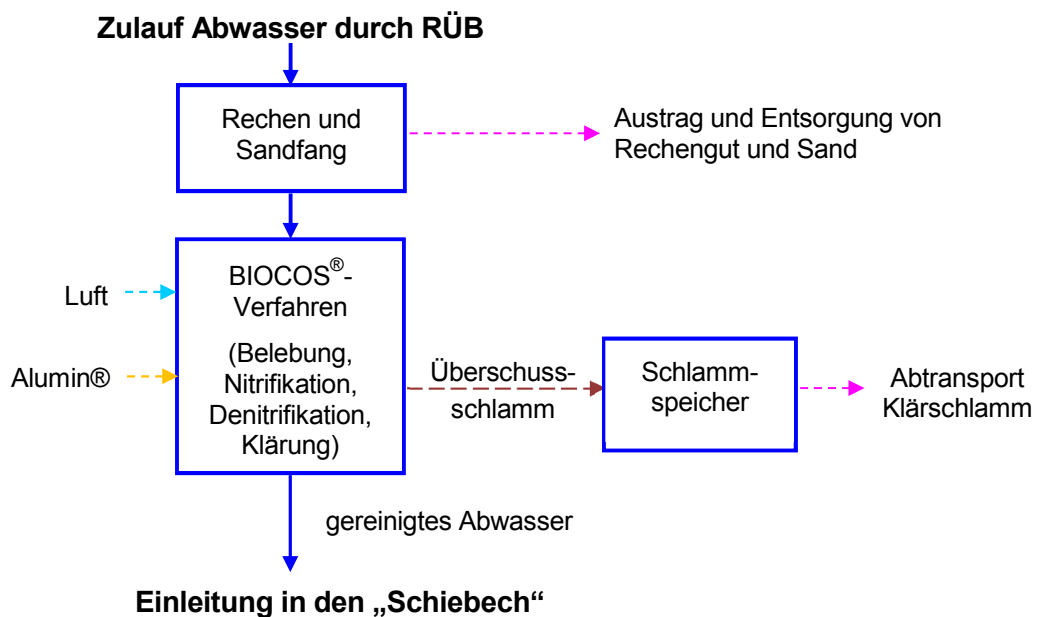 Zulauf Abwasser durch RÜB
Rechen und
Sandfang
Austrag und Entsorgung von
Rechengut und Sand
Luft
Alumin®
BIOCOS®-
Verfahren
(Belebung,
Nitrifikation,
Denitrifikation,
Klärung)
Überschuss-
schlamm
Schlamm-
speicher
Abtransport
Klärschlamm
gereinigtes Abwasser
Einleitung in den „Schiebech“